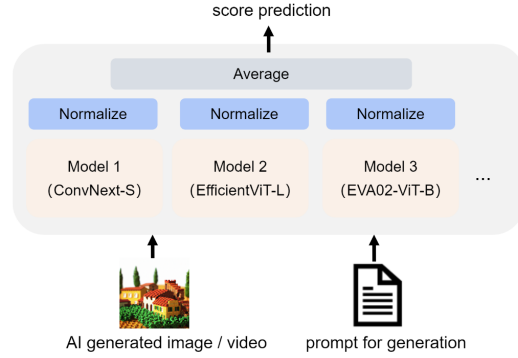 score prediction
Average
Normalize Normalize Normalize
Model 1 Model 2 Model 3
(ConvNext-S) (EfficientViT-L) (EVA02-ViT-B)
...
AI generated image / video prompt for generation